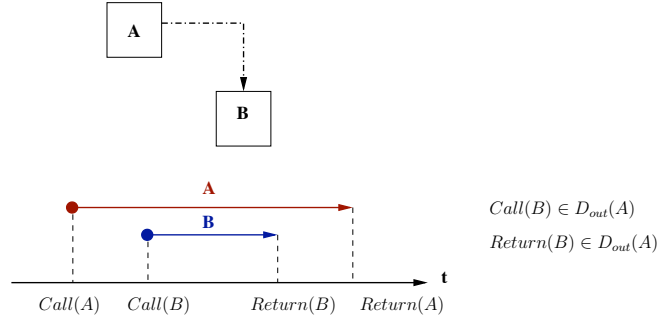 A
B
A
B
Call(B) ∈ D_out(A)
Return(B) ∈ D_out(A)
t
Call(A) Call(B) Return(B) Return(A)